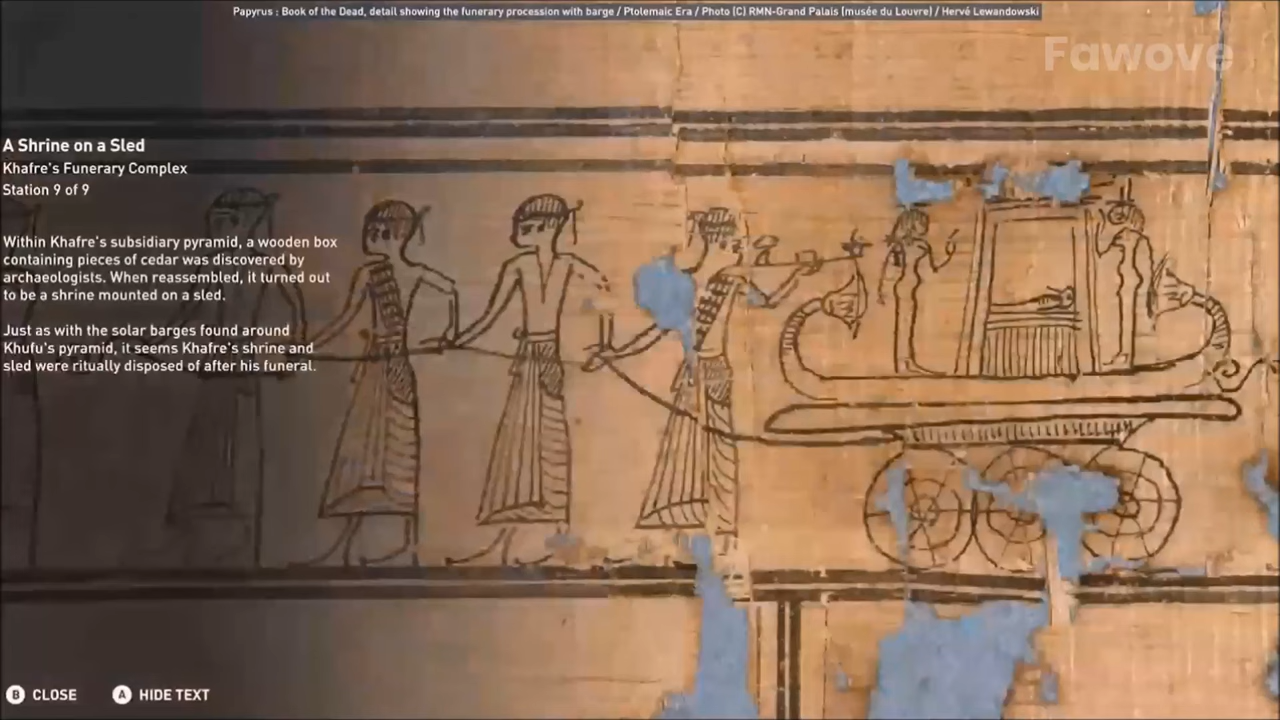 Papyrus : Book of the Dead, detail showing the funerary procession with barge / Ptolemaic Era / Photo (C) RMN-Grand Palais (musée du Louvre) / Hervé Lewandowski
Fawove
A Shrine on a Sled
Khafre's Funerary Complex
Station 9 of 9
Within Khafre's subsidiary pyramid, a wooden box
containing pieces of cedar was discovered by
archaeologists. When reassembled, it turned out
to be a shrine mounted on a sled.
Just as with the solar barges found around
Khufu's pyramid, it seems Khafre's shrine and
sled were ritually disposed of after his funeral.
B CLOSE
A HIDE TEXT